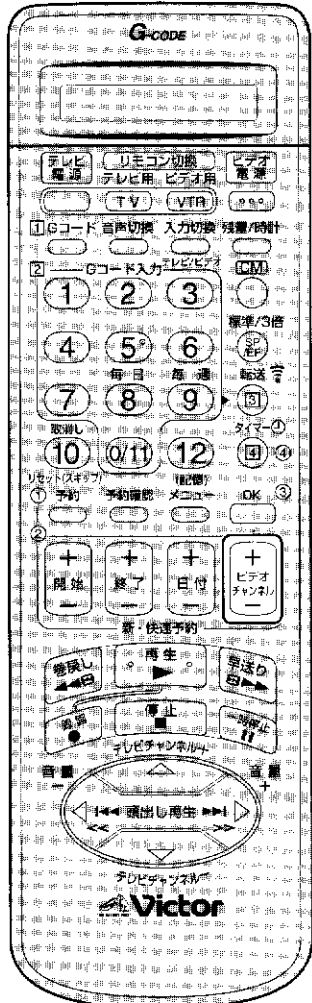 G-CODE
テレビ電源 リモコン切換 ビデオ電源
テレビ用 ビデオ用
TV VTR
1 Gコード 音声切換 入力切換 残量/時計
2 Gコード入力 テレビ/ビデオ CM
1 2 3
標準/3倍
4 5 6 SP/EP
毎日 毎週 転送
7 8 9 3
取消し タイマー ④
10 0/11 12 4 ④
リセット(スキップ) (記憶)
① 予約 予約確認 メニュー OK ③
②
+ + + +
開始 終了 日付 ビデオチャンネル
− − − −
新・快速予約
巻戻し 再生 早送り
録画 停止 一時停止
テレビチャンネル+
音量− 音量+
頭出し再生
テレビチャンネル−
Victor